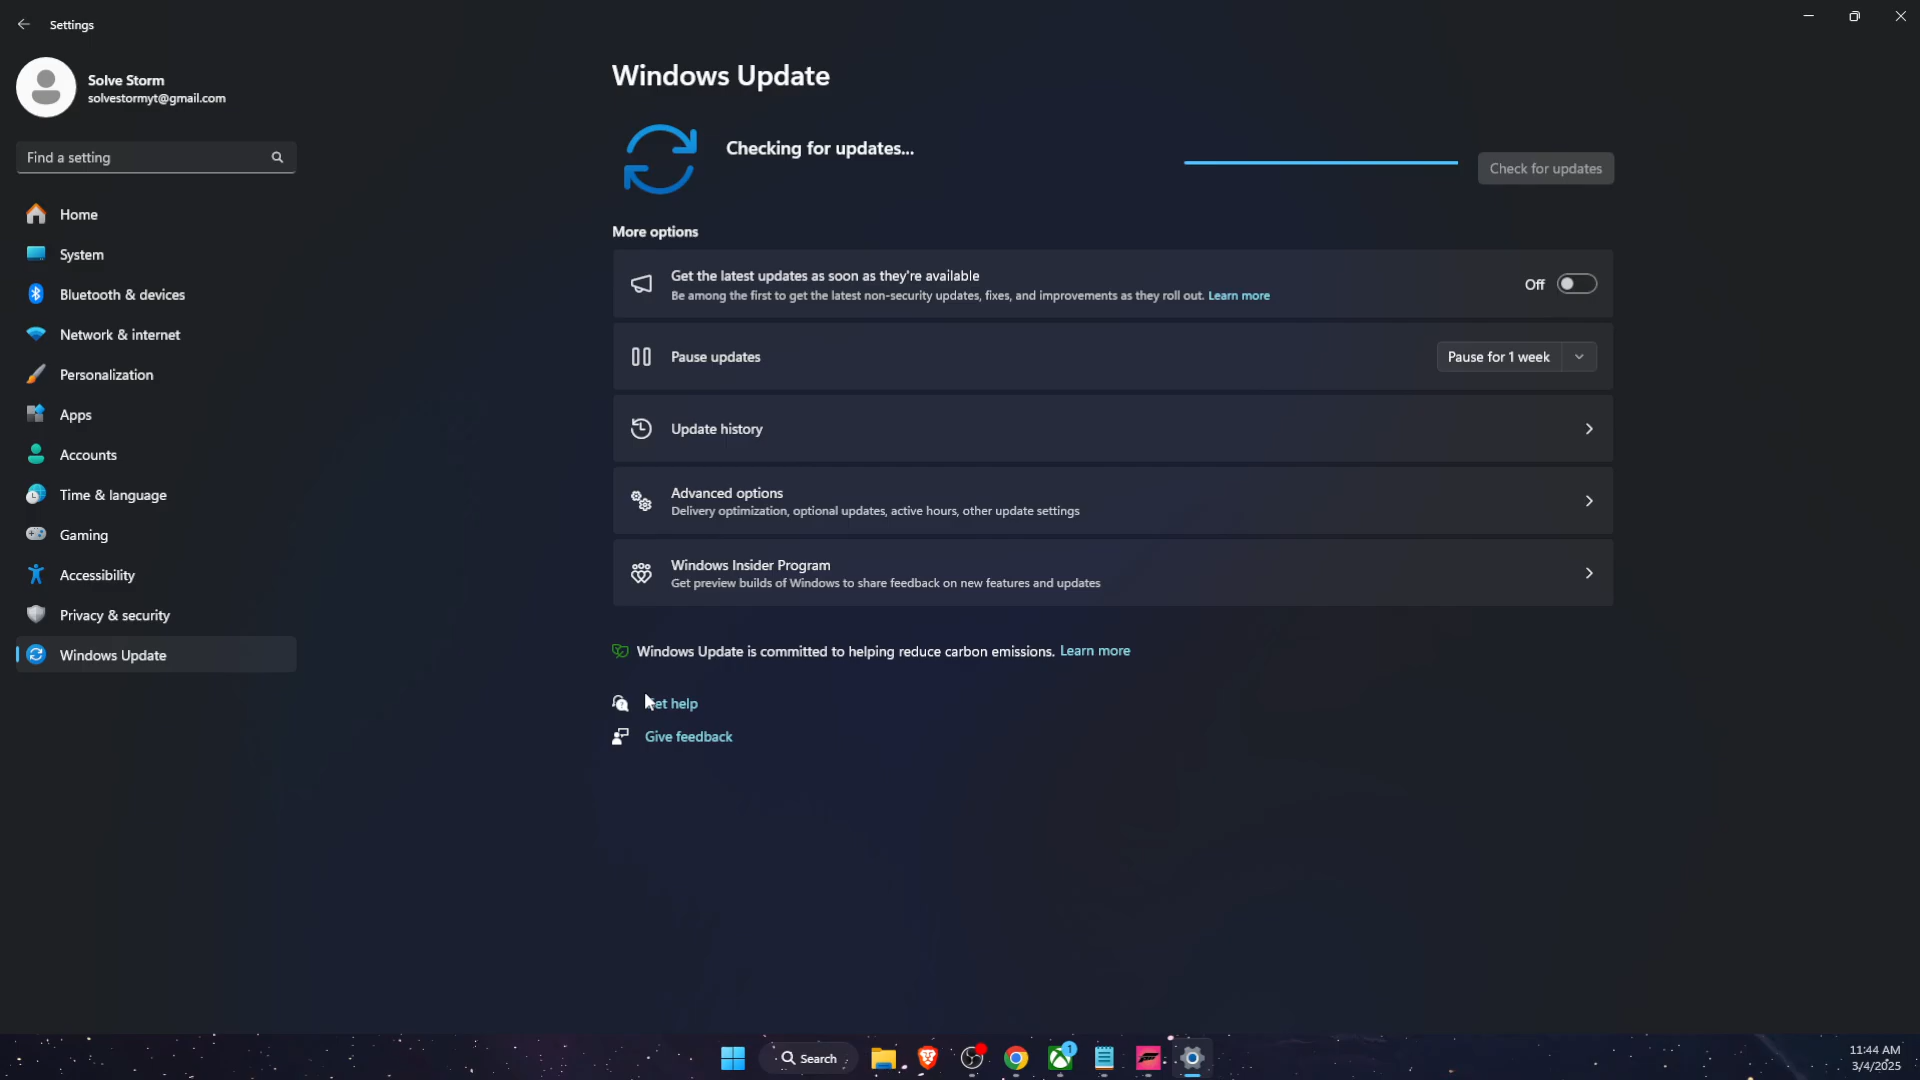 Settings
Solve Storm
solvestormyt@gmail.com
Find a setting
Home
System
Bluetooth & devices
Network & internet
Personalization
Apps
Accounts
Time & language
Gaming
Accessibility
Privacy & security
Windows Update
Windows Update
Checking for updates...
Check for updates
More options
Get the latest updates as soon as they're available
Be among the first to get the latest non-security updates, fixes, and improvements as they roll out. Learn more
Off
Pause updates
Pause for 1 week
Update history
Advanced options
Delivery optimization, optional updates, active hours, other update settings
Windows Insider Program
Get preview builds of Windows to share feedback on new features and updates
Windows Update is committed to helping reduce carbon emissions. Learn more
Get help
Give feedback
Search
1
11:44 AM
3/4/2025